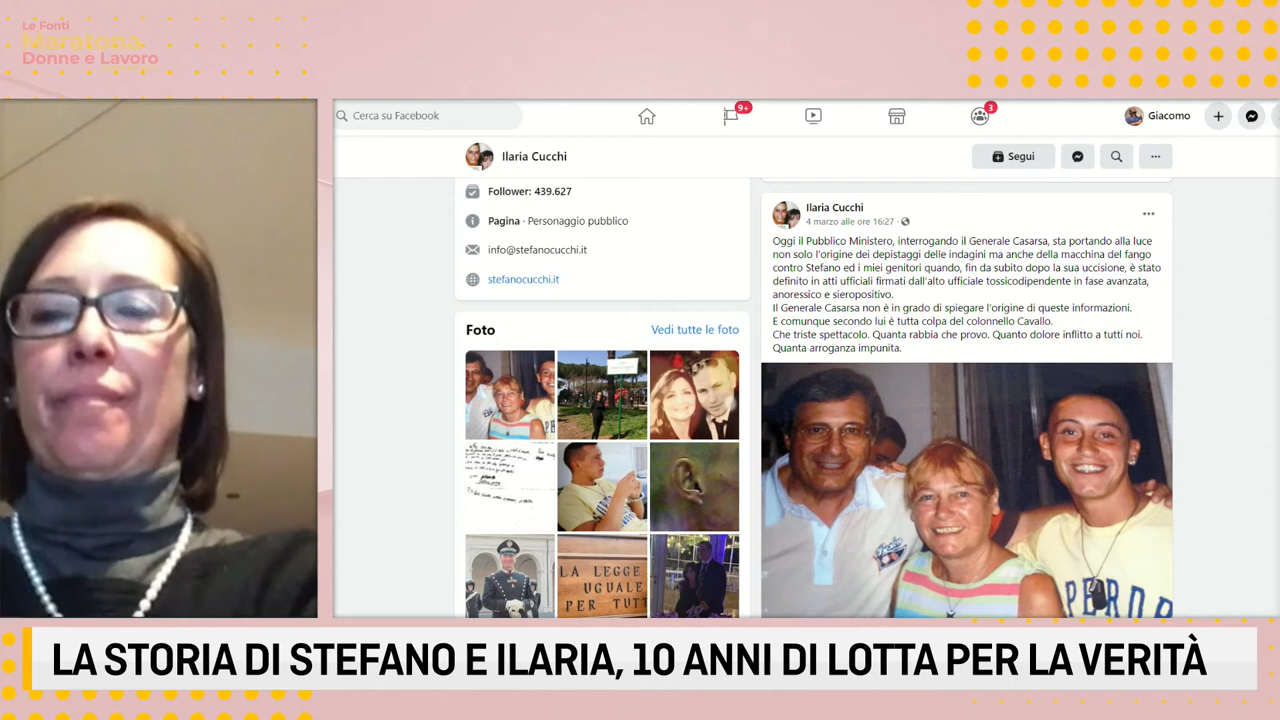 Le Fonti
Maratona
Donne e Lavoro
Cerca su Facebook
9+
3
Giacomo
Ilaria Cucchi
Segui
Follower: 439.627
Pagina · Personaggio pubblico
info@stefanocucchi.it
stefanocucchi.it
Foto
Vedi tutte le foto
LA LEGGE
UGUALE
PER TUTT
Ilaria Cucchi
4 marzo alle ore 16:27 ·
Oggi il Pubblico Ministero, interrogando il Generale Casarsa, sta portando alla luce
non solo l'origine dei depistaggi delle indagini ma anche della macchina del fango
contro Stefano ed i miei genitori quando, fin da subito dopo la sua uccisione, è stato
definito in atti ufficiali firmati dall'alto ufficiale tossicodipendente in fase avanzata,
anoressico e sieropositivo.
Il Generale Casarsa non è in grado di spiegare l'origine di queste informazioni.
E comunque secondo lui è tutta colpa del colonnello Cavallo.
Che triste spettacolo. Quanta rabbia che provo. Quanto dolore inflitto a tutti noi.
Quanta arroganza impunita.
LA STORIA DI STEFANO E ILARIA, 10 ANNI DI LOTTA PER LA VERITÀ